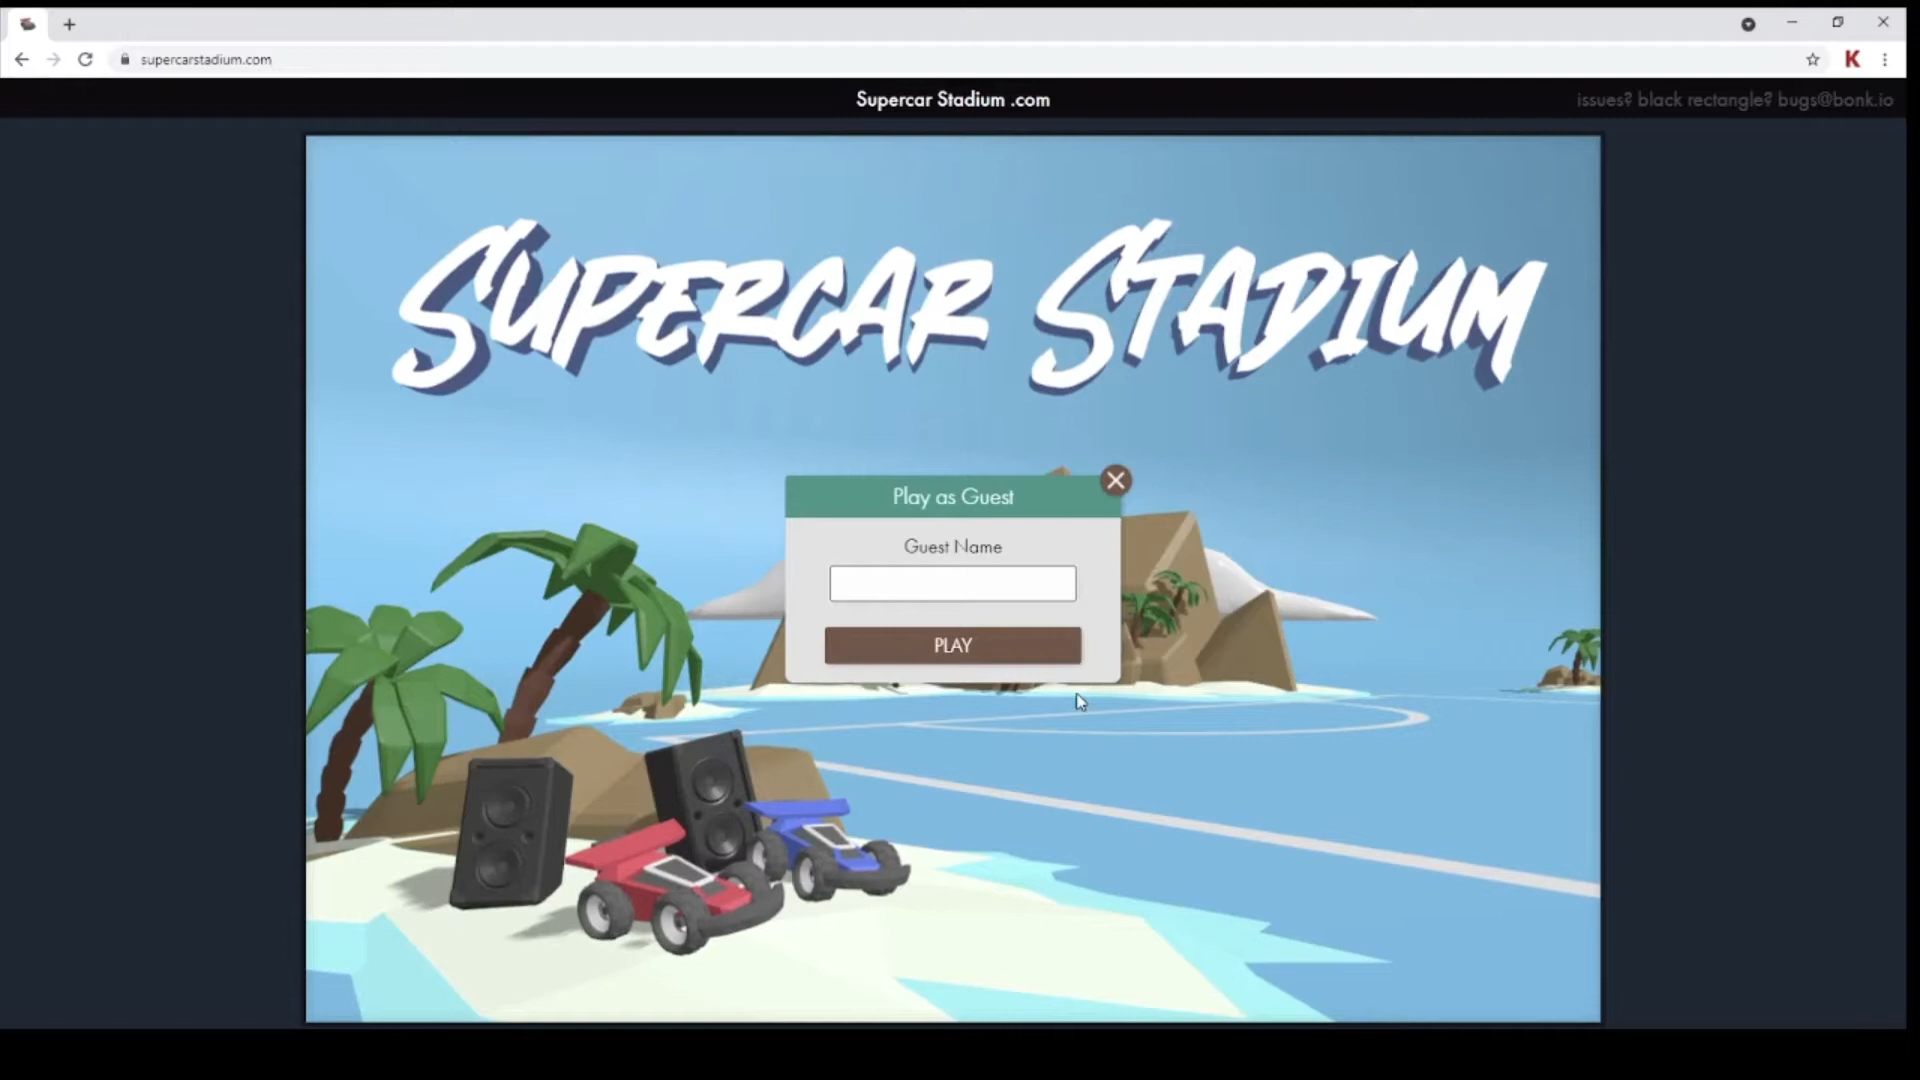 supercarstadium.com
K
Supercar Stadium .com
issues? black rectangle? bugs@bonk.io
SUPERCAR STADIUM
Play as Guest
Guest Name
PLAY